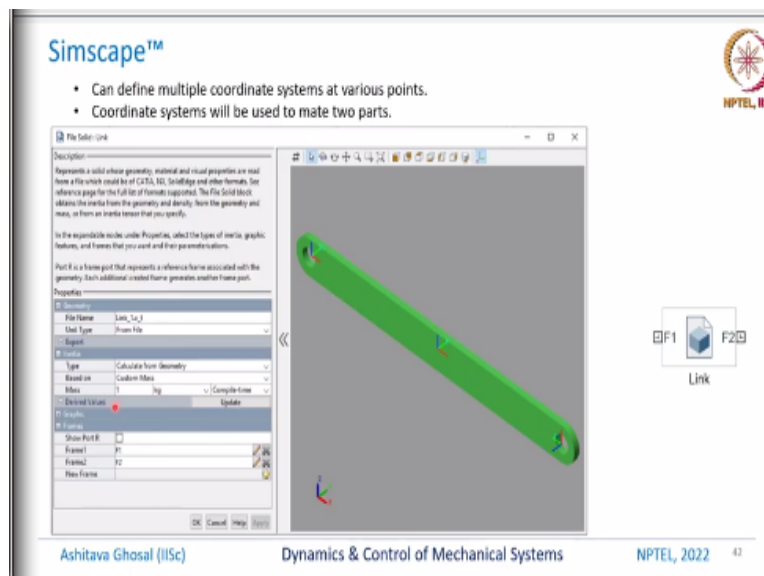 Simscape™
NPTEL, II
• Can define multiple coordinate systems at various points.
• Coordinate systems will be used to mate two parts.
File Solid : Link
Description
Represents a solid whose geometry, material and visual properties are read
from a file which could be of CATIA, NX, SolidEdge and other formats. See
reference page for the full list of formats supported. The File Solid block
obtains the inertia from the geometry and density, from the geometry and
mass, or from an inertia tensor that you specify.
In the expandable nodes under Properties, select the types of inertia, graphic
features, and frames that you want and their parameterizations.
Port R is a frame port that represents a reference frame associated with the
geometry. Each additional created frame generates another frame port.
Properties
Geometry
File Name
Unit Type From File
Export
Inertia
Type Calculate from Geometry
Based on Custom Mass
Mass 1 kg Compile-time
Derived Values Update
Graphic
Frames
Show Port R
Frame1 F1
Frame2 F2
New Frame
OK Cancel Help Apply
F1 F2
Link
Ashitava Ghosal (IISc) Dynamics & Control of Mechanical Systems NPTEL, 2022 42